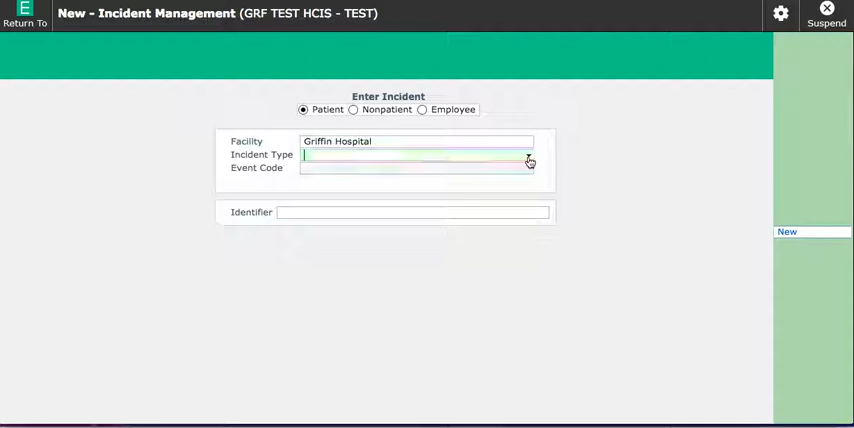 E
Return To
New - Incident Management (GRF TEST HCIS - TEST)
Suspend
Enter Incident
Patient Nonpatient Employee
Facility Griffin Hospital
Incident Type
Event Code
Identifier
New